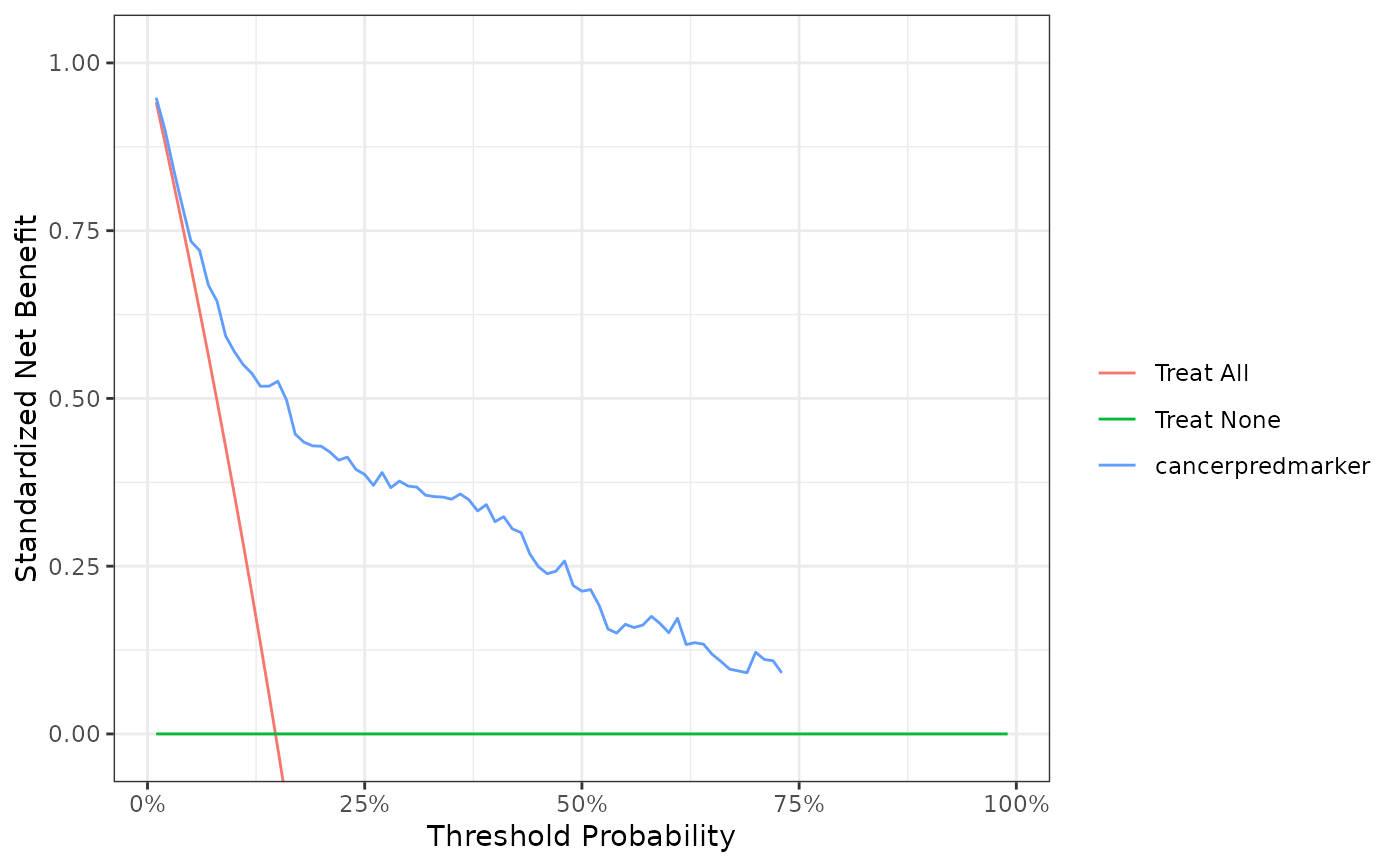 1.00
0.75
0.50
0.25
0.00
Standardized Net Benefit
0%
25%
50%
75%
100%
Threshold Probability
Treat All
Treat None
cancerpredmarker